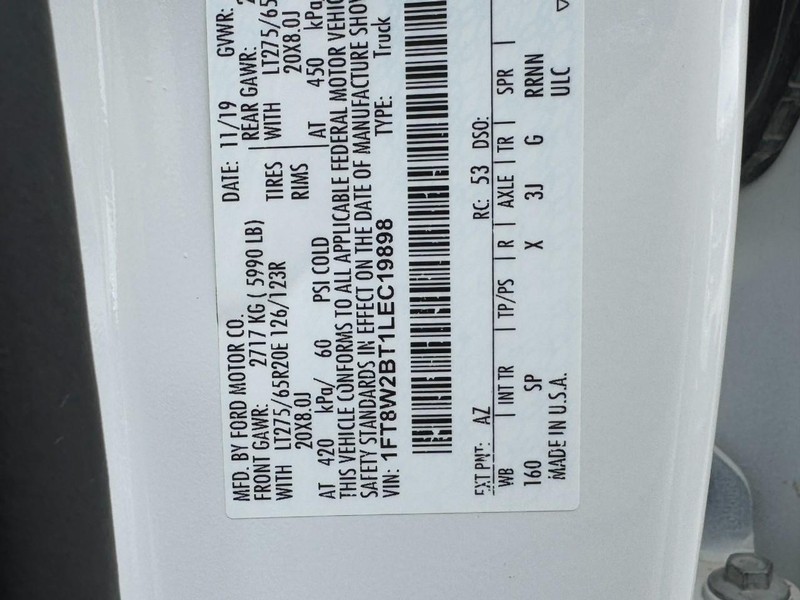 MFD. BY FORD MOTOR CO.
DATE: 11/19 GVWR:
FRONT GAWR: 2717 KG ( 5990 LB) REAR GAWR:
WITH LT275/65R20E 126/123R TIRES WITH LT275/65
20X8.0J RIMS 20X8.0J
AT 420 kPa/ 60 PSI COLD AT 450 kPa
THIS VEHICLE CONFORMS TO ALL APPLICABLE FEDERAL MOTOR VEHIC
SAFETY STANDARDS IN EFFECT ON THE DATE OF MANUFACTURE SHOW
VIN: 1FT8W2BT1LEC19898 TYPE: Truck
EXT PNT: AZ RC: 53 DSO:
WB | INT TR | TP/PS | R | AXLE | TR | SPR |
160 SP X 3J G RRNN
MADE IN U.S.A. ULC